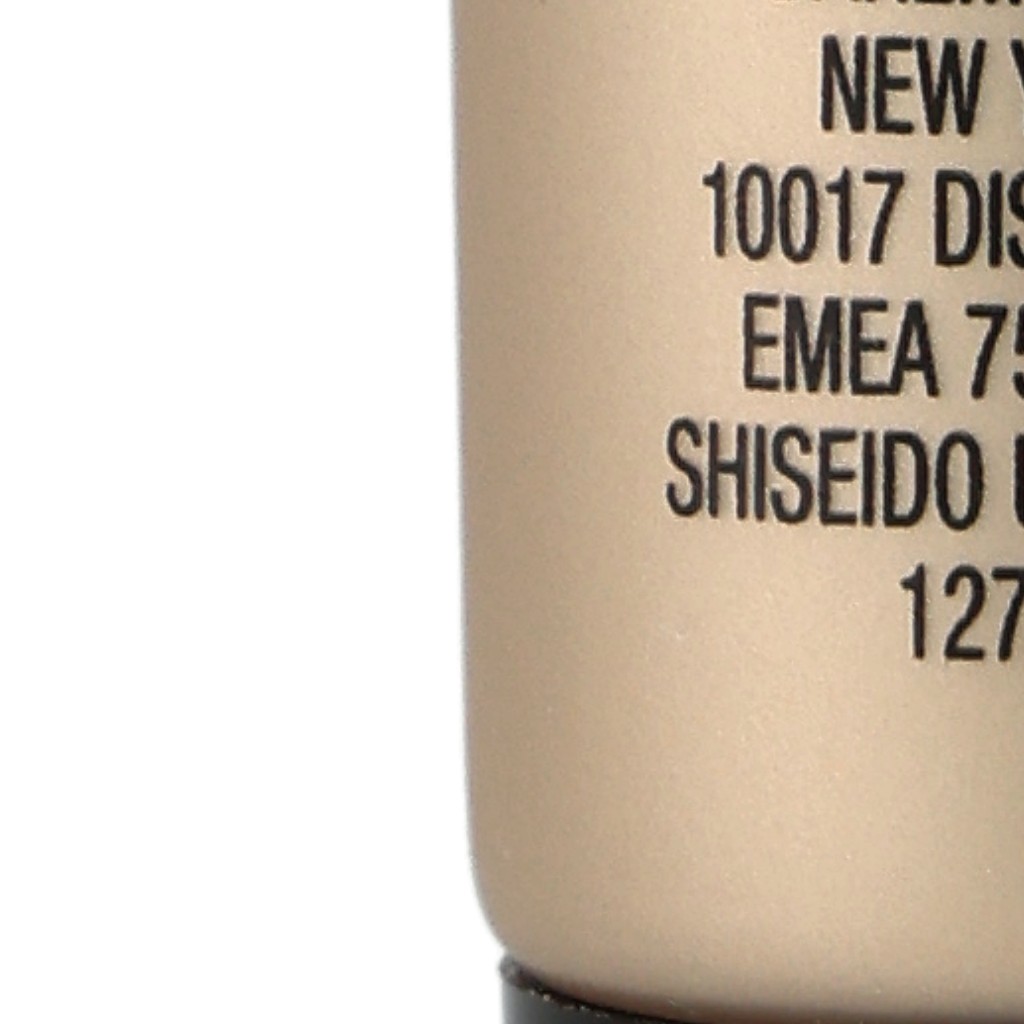 NEW
10017 DIS
EMEA 75
SHISEIDO U
127